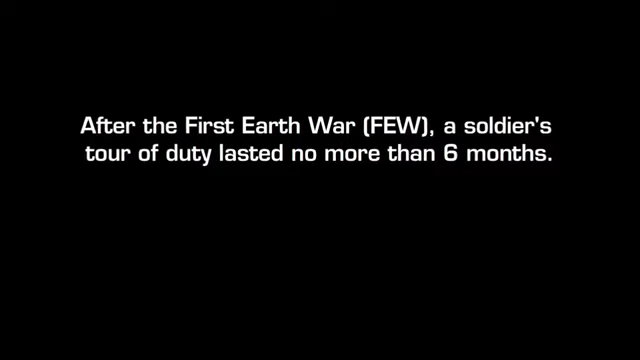 After the First Earth War (FEW), a soldier's
tour of duty lasted no more than 6 months.